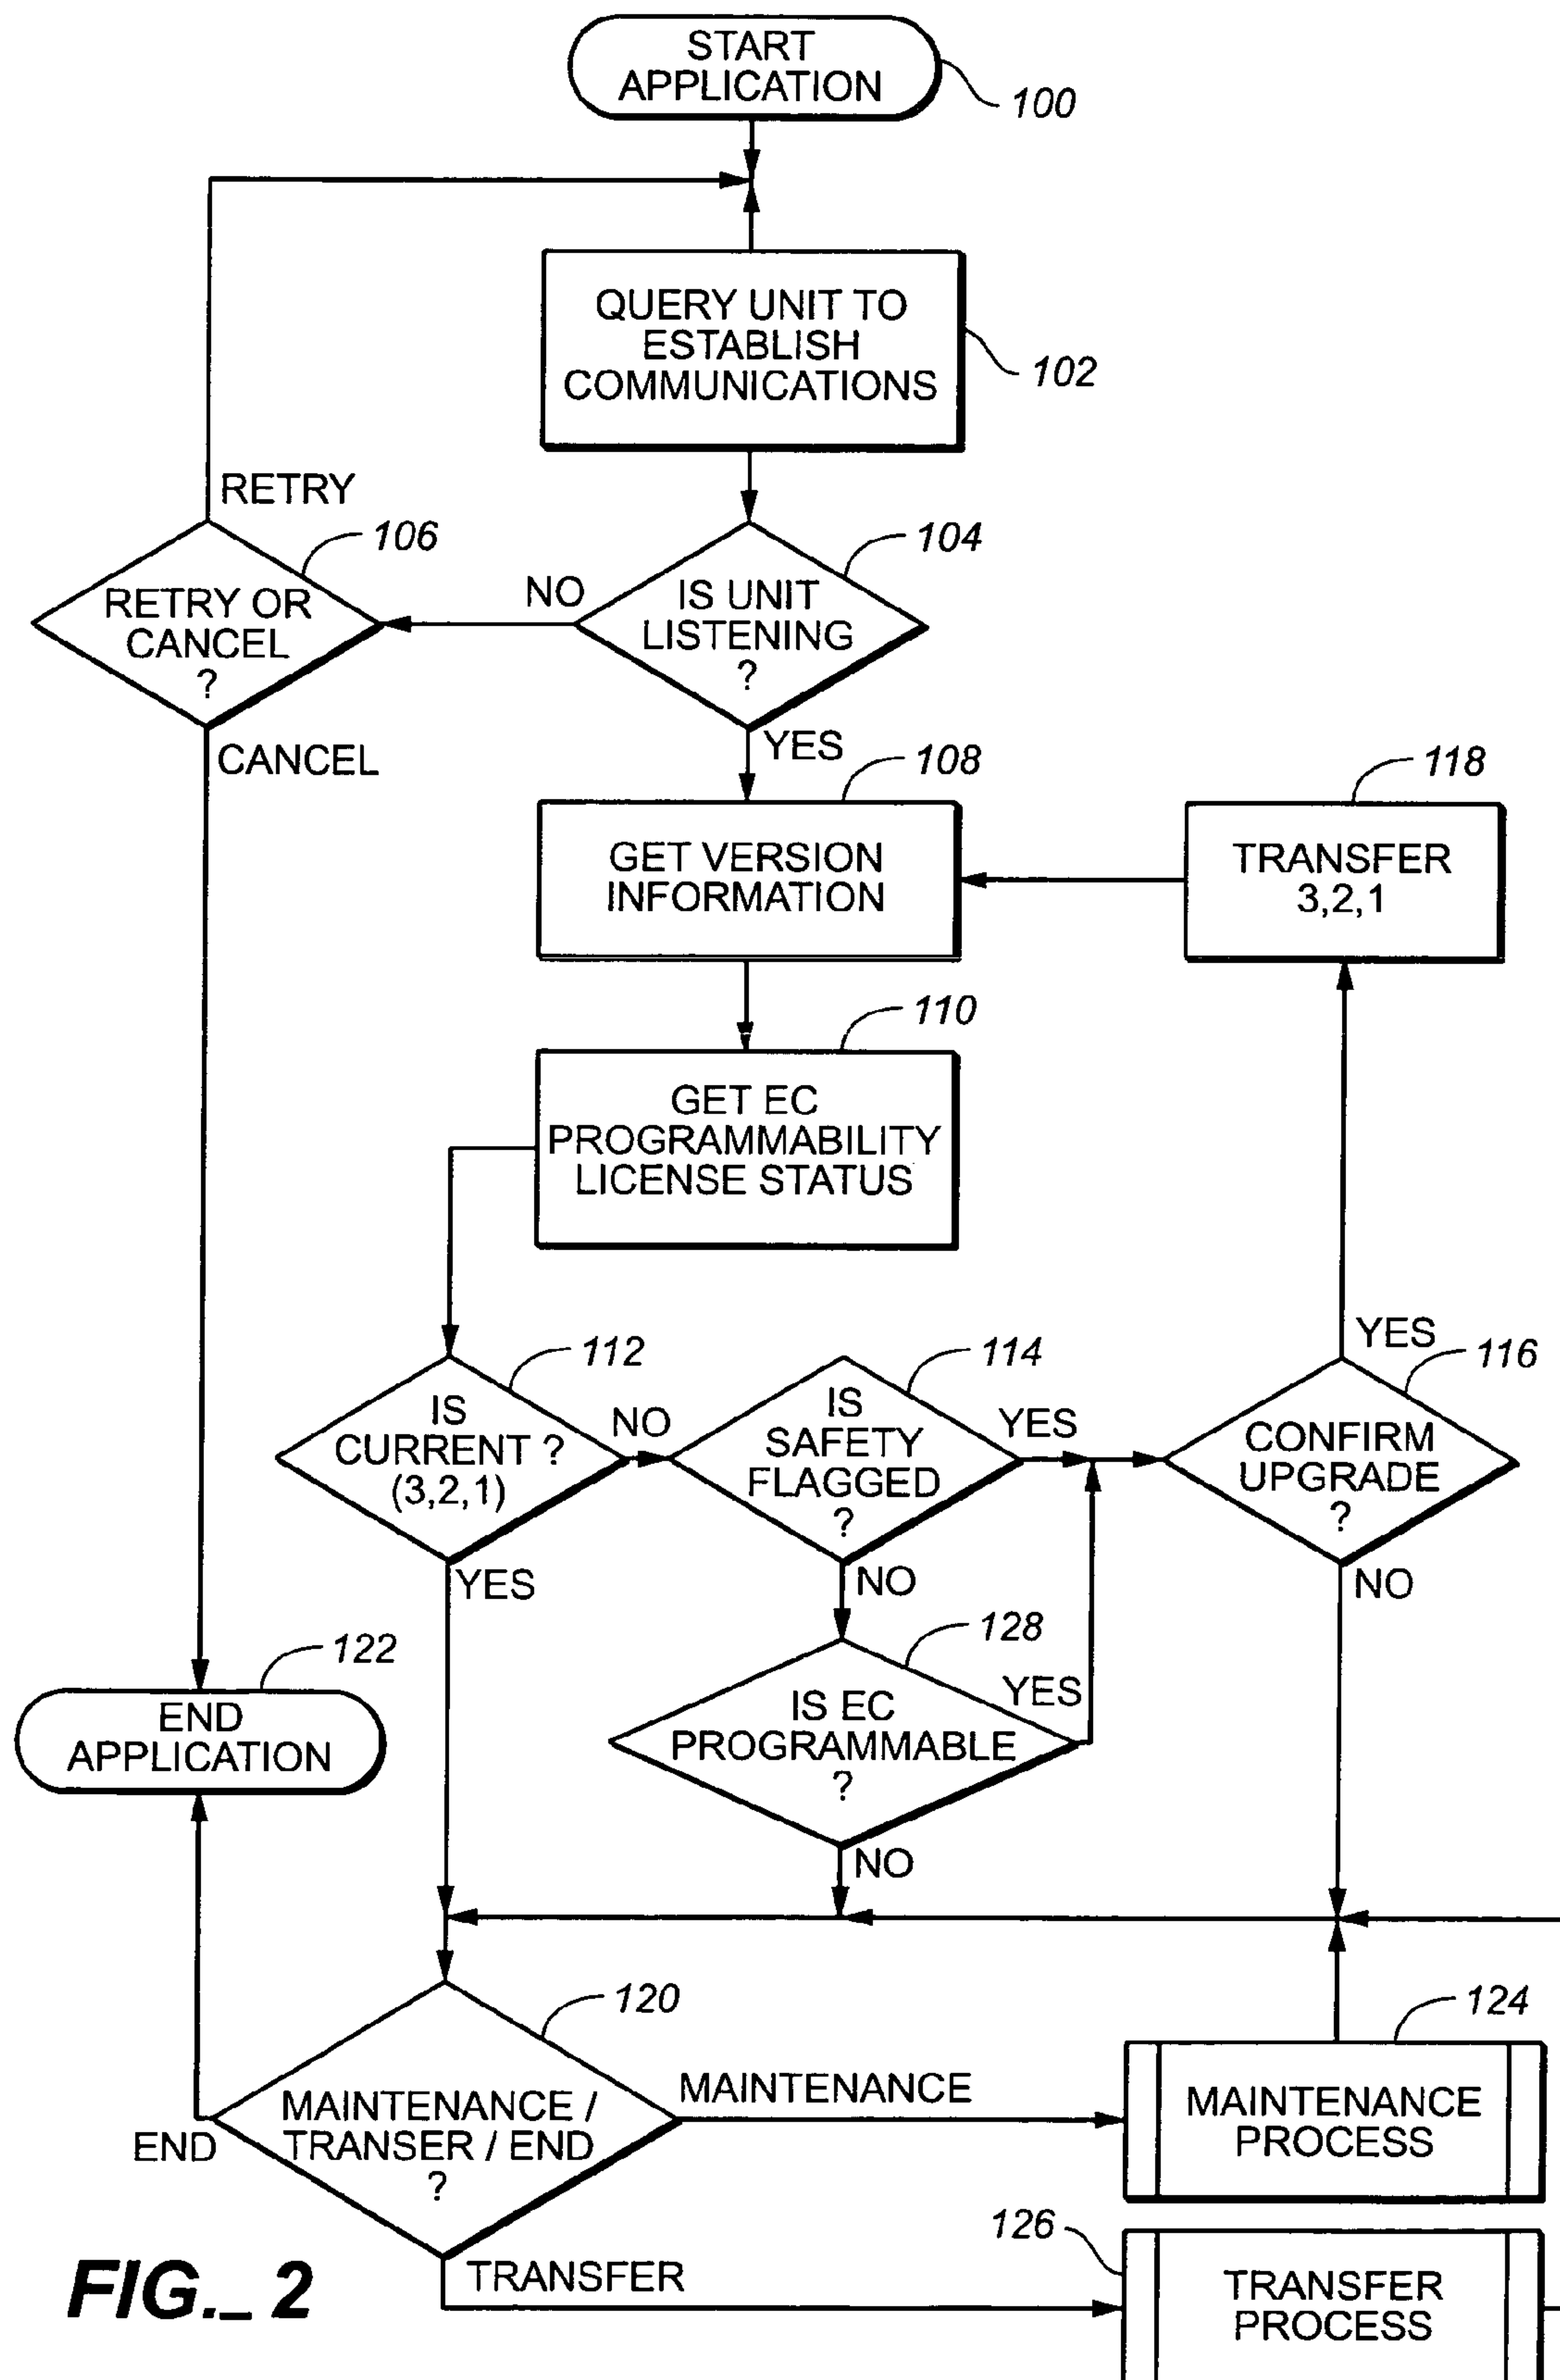 START
APPLICATION
100
QUERY UNIT TO
ESTABLISH
COMMUNICATIONS
102
RETRY
106
RETRY OR
CANCEL
?
CANCEL
NO
104
IS UNIT
LISTENING
?
YES
108
GET VERSION
INFORMATION
118
TRANSFER
3,2,1
110
GET EC
PROGRAMMABILITY
LICENSE STATUS
112
IS
CURRENT ?
(3,2,1)
NO
YES
114
IS
SAFETY
FLAGGED
?
YES
NO
YES
116
CONFIRM
UPGRADE
?
NO
128
IS EC
PROGRAMMABLE
?
YES
NO
122
END
APPLICATION
120
MAINTENANCE /
TRANSER / END
?
END
MAINTENANCE
TRANSFER
124
MAINTENANCE
PROCESS
126
TRANSFER
PROCESS
FIG._ 2